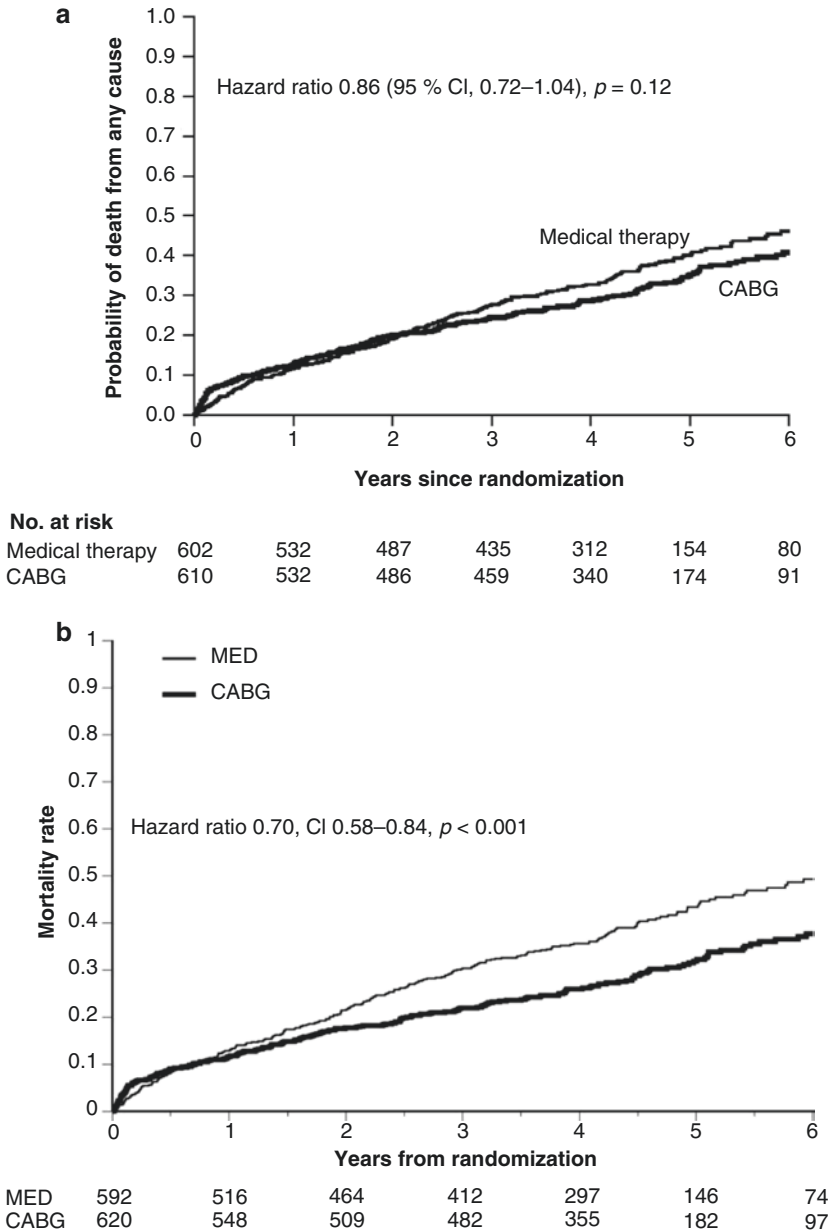 a
Probability of death from any cause
1.0
0.9
0.8
0.7
0.6
0.5
0.4
0.3
0.2
0.1
0.0
Hazard ratio 0.86 (95 % CI, 0.72–1.04), p = 0.12
Medical therapy
CABG
0 1 2 3 4 5 6
Years since randomization
No. at risk
Medical therapy 602 532 487 435 312 154 80
CABG 610 532 486 459 340 174 91
b
Mortality rate
1
0.9
0.8
0.7
0.6
0.5
0.4
0.3
0.2
0.1
0
MED
CABG
Hazard ratio 0.70, CI 0.58–0.84, p < 0.001
0 1 2 3 4 5 6
Years from randomization
MED 592 516 464 412 297 146 74
CABG 620 548 509 482 355 182 97